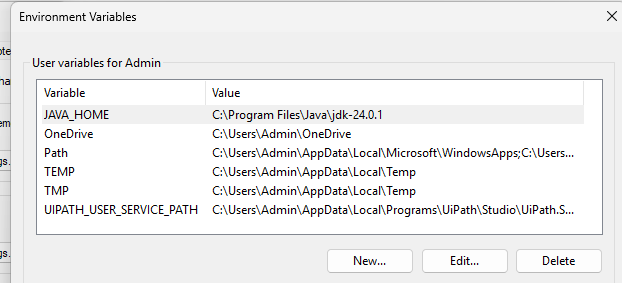 Environment Variables
User variables for Admin
Variable Value
JAVA_HOME C:\Program Files\Java\jdk-24.0.1
OneDrive C:\Users\Admin\OneDrive
Path C:\Users\Admin\AppData\Local\Microsoft\WindowsApps;C:\Users...
TEMP C:\Users\Admin\AppData\Local\Temp
TMP C:\Users\Admin\AppData\Local\Temp
UIPATH_USER_SERVICE_PATH C:\Users\Admin\AppData\Local\Programs\UiPath\Studio\UiPath.S...
New... Edit... Delete